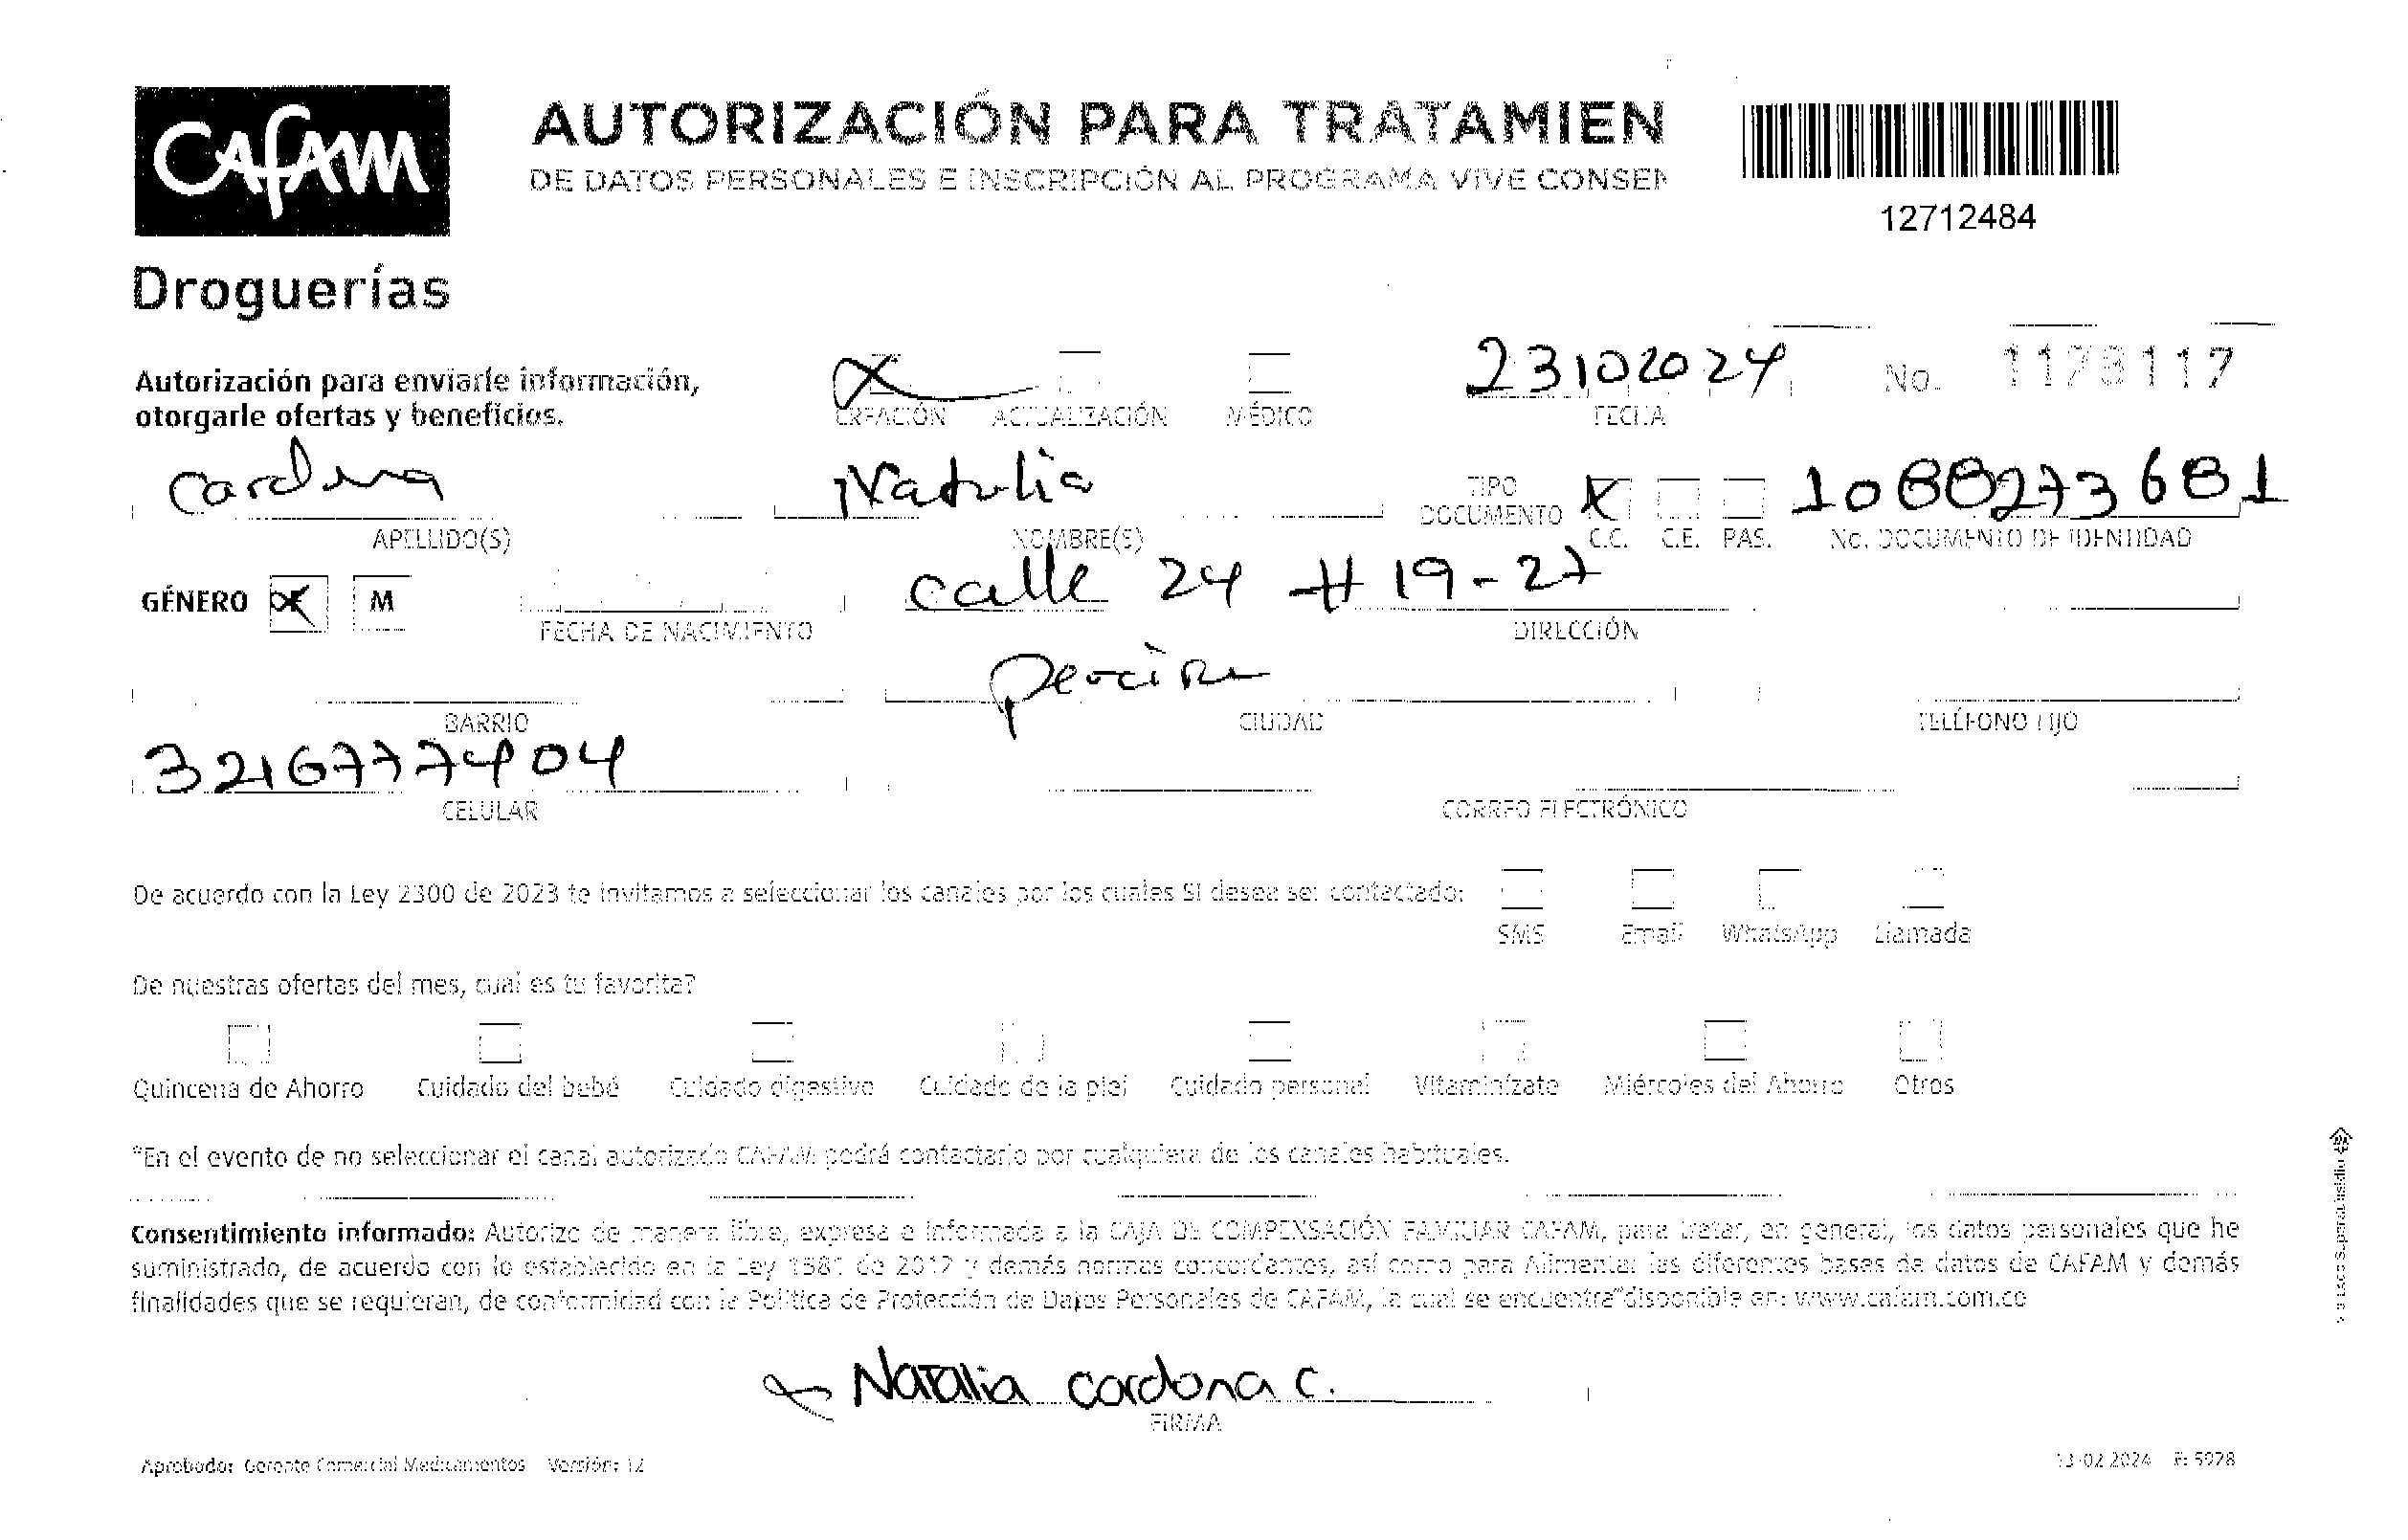 CAFAM
Droguerías
AUTORIZACIÓN PARA TRATAMIEN
DE DATOS PERSONALES E INSCRIPCIÓN AL PROGRAMA VIVE CONSEN
12712484
Autorización para enviarle información,
otorgarle ofertas y beneficios.
CREACIÓN ACTUALIZACIÓN MÉDICO
23102024
FECHA
No. 1173117
Cardona Natalia
APELLIDO(S) NOMBRE(S)
TIPO DOCUMENTO X C.C. C.E. PAS.
1088273681
No. DOCUMENTO DE IDENTIDAD
GÉNERO F M
FECHA DE NACIMIENTO
calle 24 # 19-27
DIRECCIÓN
pereira
BARRIO CIUDAD TELÉFONO FIJO
3216777404
CELULAR CORREO ELECTRÓNICO
De acuerdo con la Ley 2300 de 2023 te invitamos a seleccionar los canales por los cuales SI desea ser contactado:
SMS Email WhatsApp Llamada
De nuestras ofertas del mes, cual es tu favorita?
Quincena de Ahorro Cuidado del bebé Cuidado digestivo Cuidado de la piel Cuidado personal Vitaminízate Miércoles del Ahorro Otros
*En el evento de no seleccionar el canal autorizado CAFAM podrá contactarlo por cualquiera de los canales habituales.
Consentimiento informado: Autorizo de manera libre, expresa e informada a la CAJA DE COMPENSACIÓN FAMILIAR CAFAM, para tratar, en general, los datos personales que he
suministrado, de acuerdo con lo establecido en la Ley 1581 de 2012 y demás normas concordantes, así como para Alimentar las diferentes bases de datos de CAFAM y demás
finalidades que se requieran, de conformidad con la Política de Protección de Datos Personales de CAFAM, la cual se encuentra disponible en: www.cafam.com.co
Natalia cardona c.
FIRMA
Aprobado: Gerente Comercial Medicamentos Versión: 12
13-02-2024 F: 5928